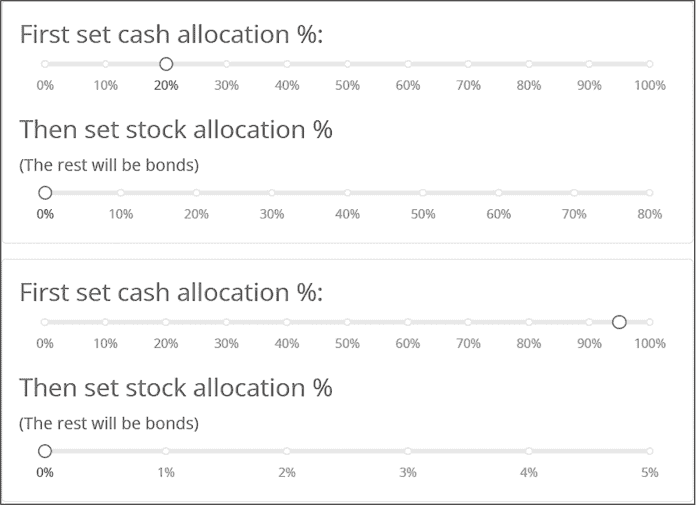 First set cash allocation %:
0% 10% 20% 30% 40% 50% 60% 70% 80% 90% 100%
Then set stock allocation %
(The rest will be bonds)
0% 10% 20% 30% 40% 50% 60% 70% 80%
First set cash allocation %:
0% 10% 20% 30% 40% 50% 60% 70% 80% 90% 100%
Then set stock allocation %
(The rest will be bonds)
0% 1% 2% 3% 4% 5%